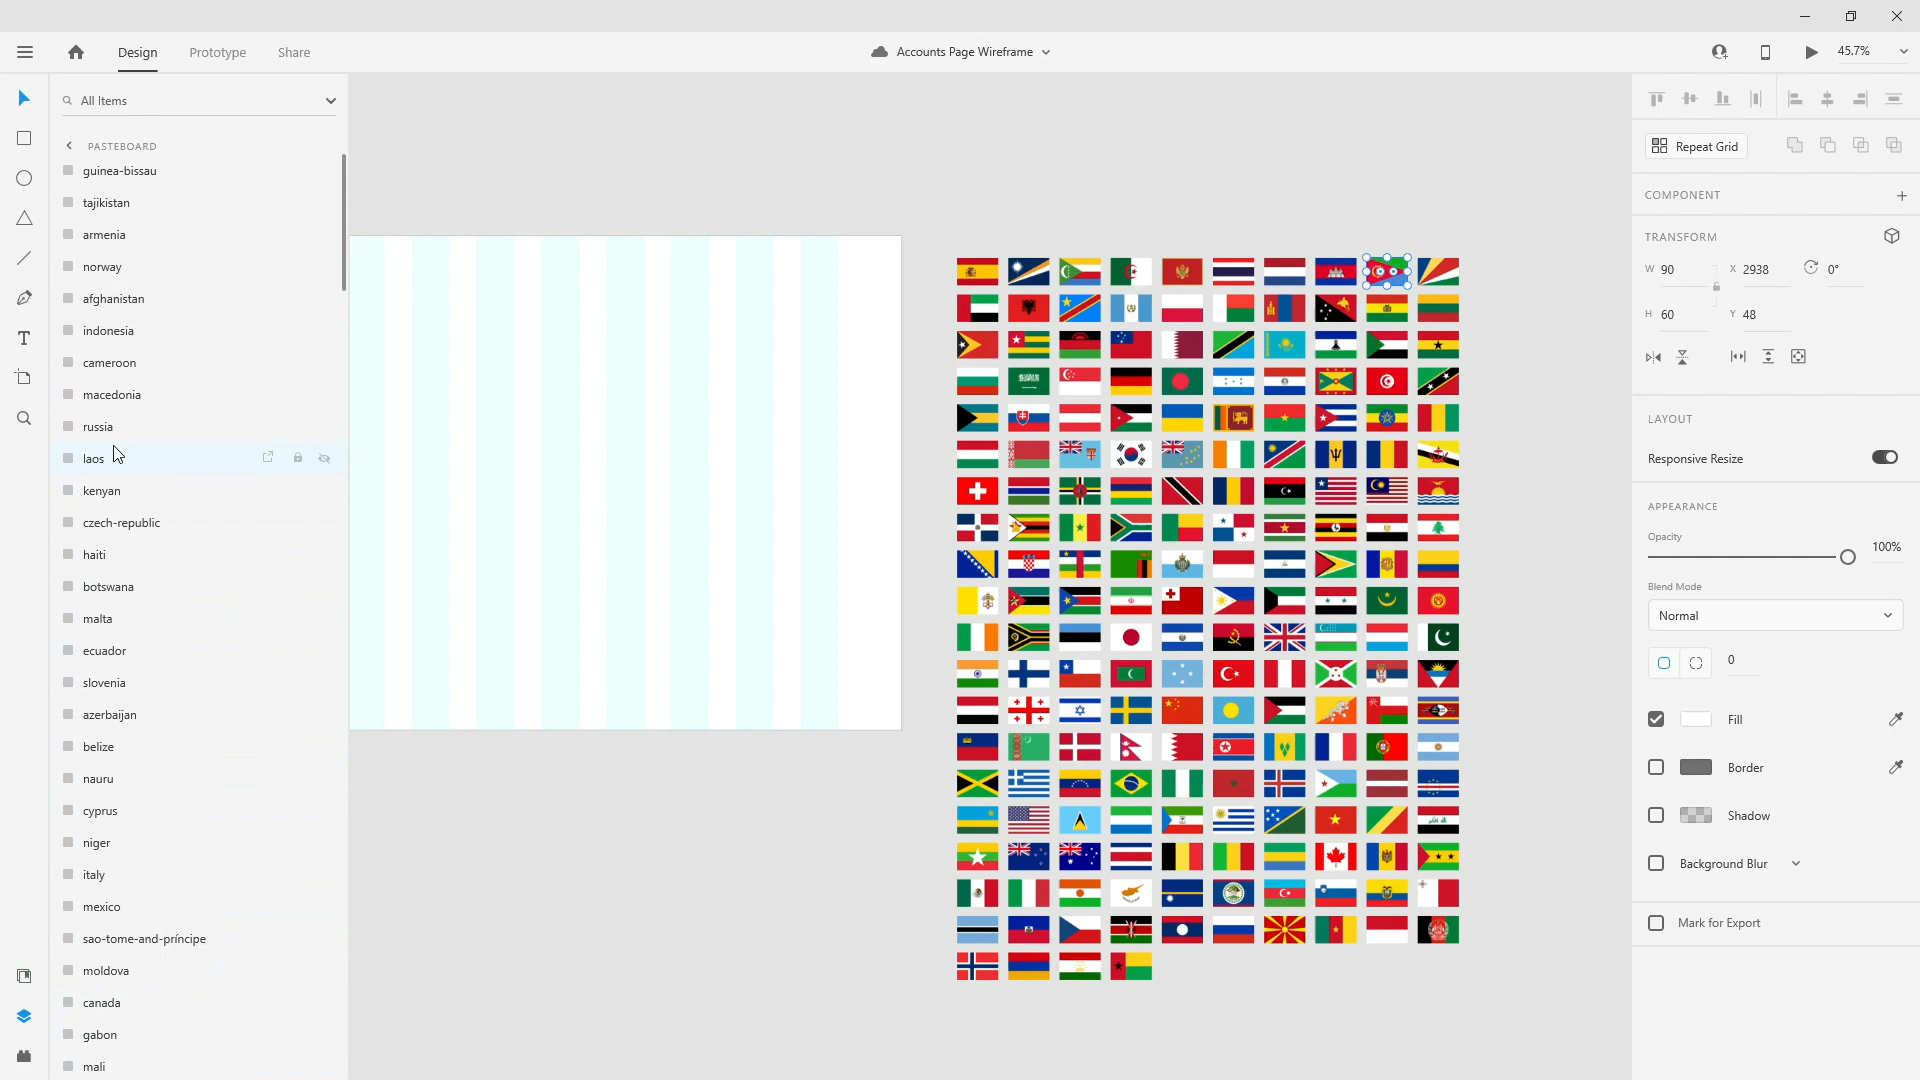 Design
Prototype
Share
Accounts Page Wireframe
45.7%
All Items
PASTEBOARD
guinea-bissau
tajikistan
armenia
norway
afghanistan
indonesia
cameroon
macedonia
russia
laos
kenyan
czech-republic
haiti
botswana
malta
ecuador
slovenia
azerbaijan
belize
nauru
cyprus
niger
italy
mexico
sao-tome-and-príncipe
moldova
canada
gabon
mali
Repeat Grid
COMPONENT
TRANSFORM
W 90 X 2938 0°
H 60 Y 48
LAYOUT
Responsive Resize
APPEARANCE
Opacity
100%
Blend Mode
Normal
0
Fill
Border
Shadow
Background Blur
Mark for Export